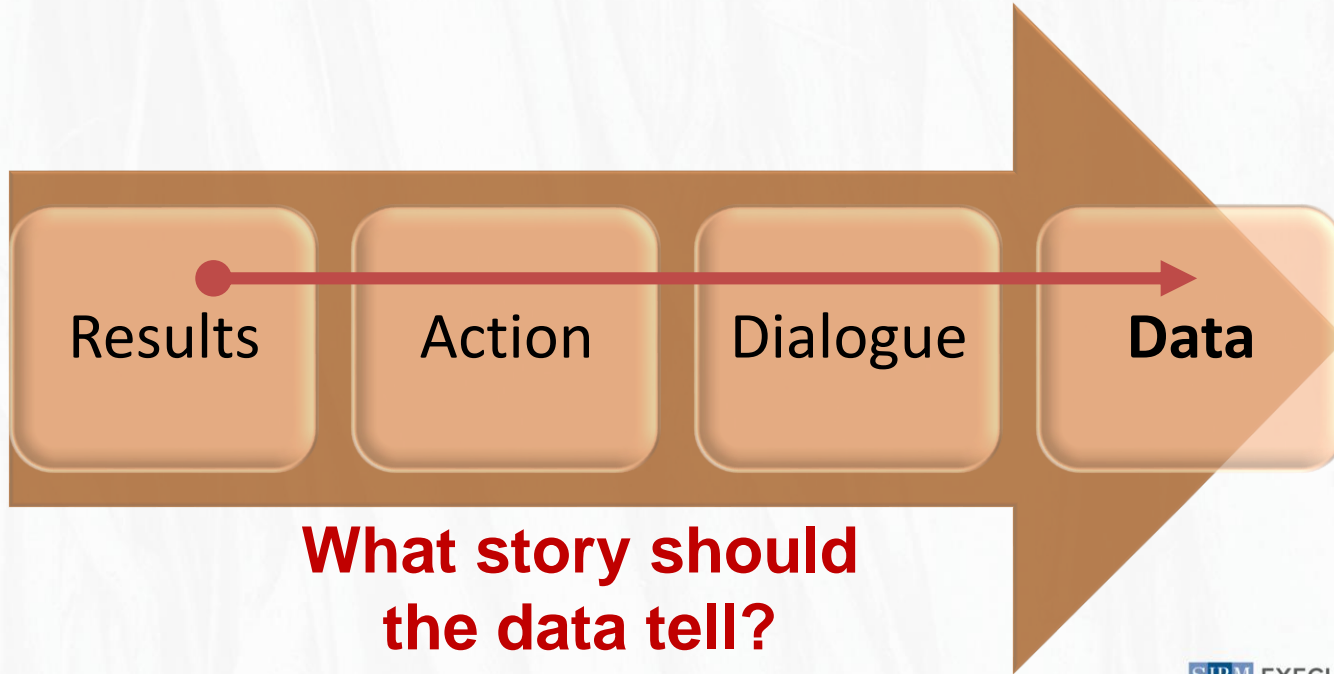 Results
Action
Dialogue
Data
What story should
the data tell?